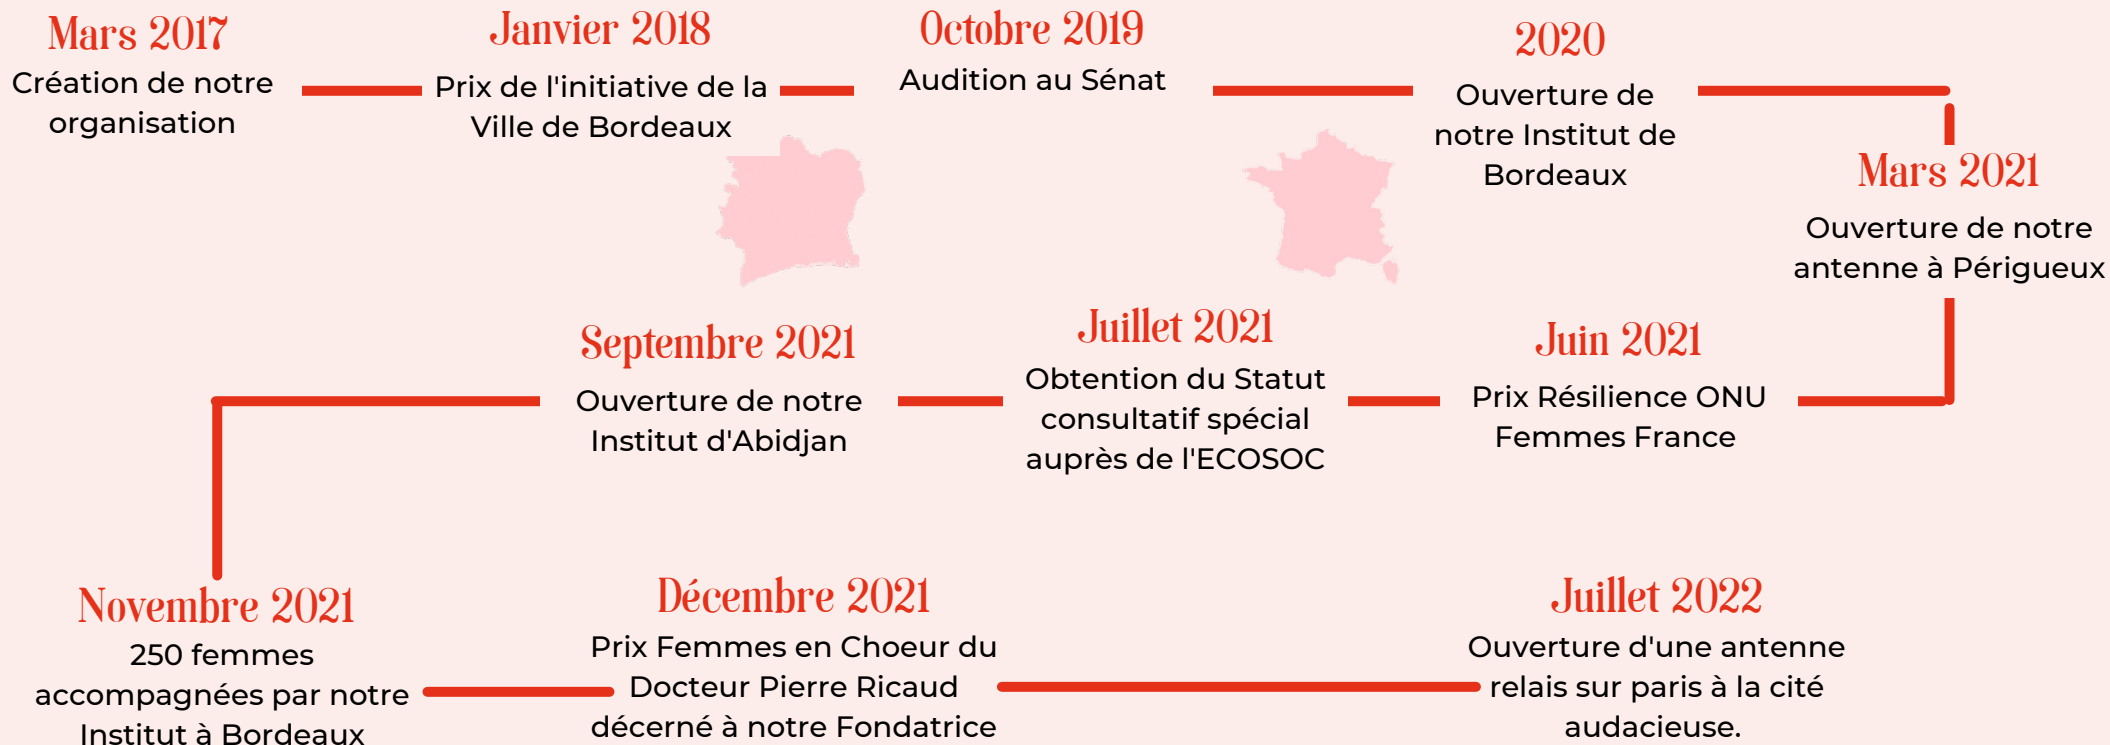 Mars 2017
Création de notre
organisation
Janvier 2018
Prix de l'initiative de la
Ville de Bordeaux
Octobre 2019
Audition au Sénat
2020
Ouverture de
notre Institut de
Bordeaux
Mars 2021
Ouverture de notre
antenne à Périgueux
Juin 2021
Prix Résilience ONU
Femmes France
Juillet 2021
Obtention du Statut
consultatif spécial
auprès de l'ECOSOC
Septembre 2021
Ouverture de notre
Institut d'Abidjan
Novembre 2021
250 femmes
accompagnées par notre
Institut à Bordeaux
Décembre 2021
Prix Femmes en Choeur du
Docteur Pierre Ricaud
décerné à notre Fondatrice
Juillet 2022
Ouverture d'une antenne
relais sur paris à la cité
audacieuse.